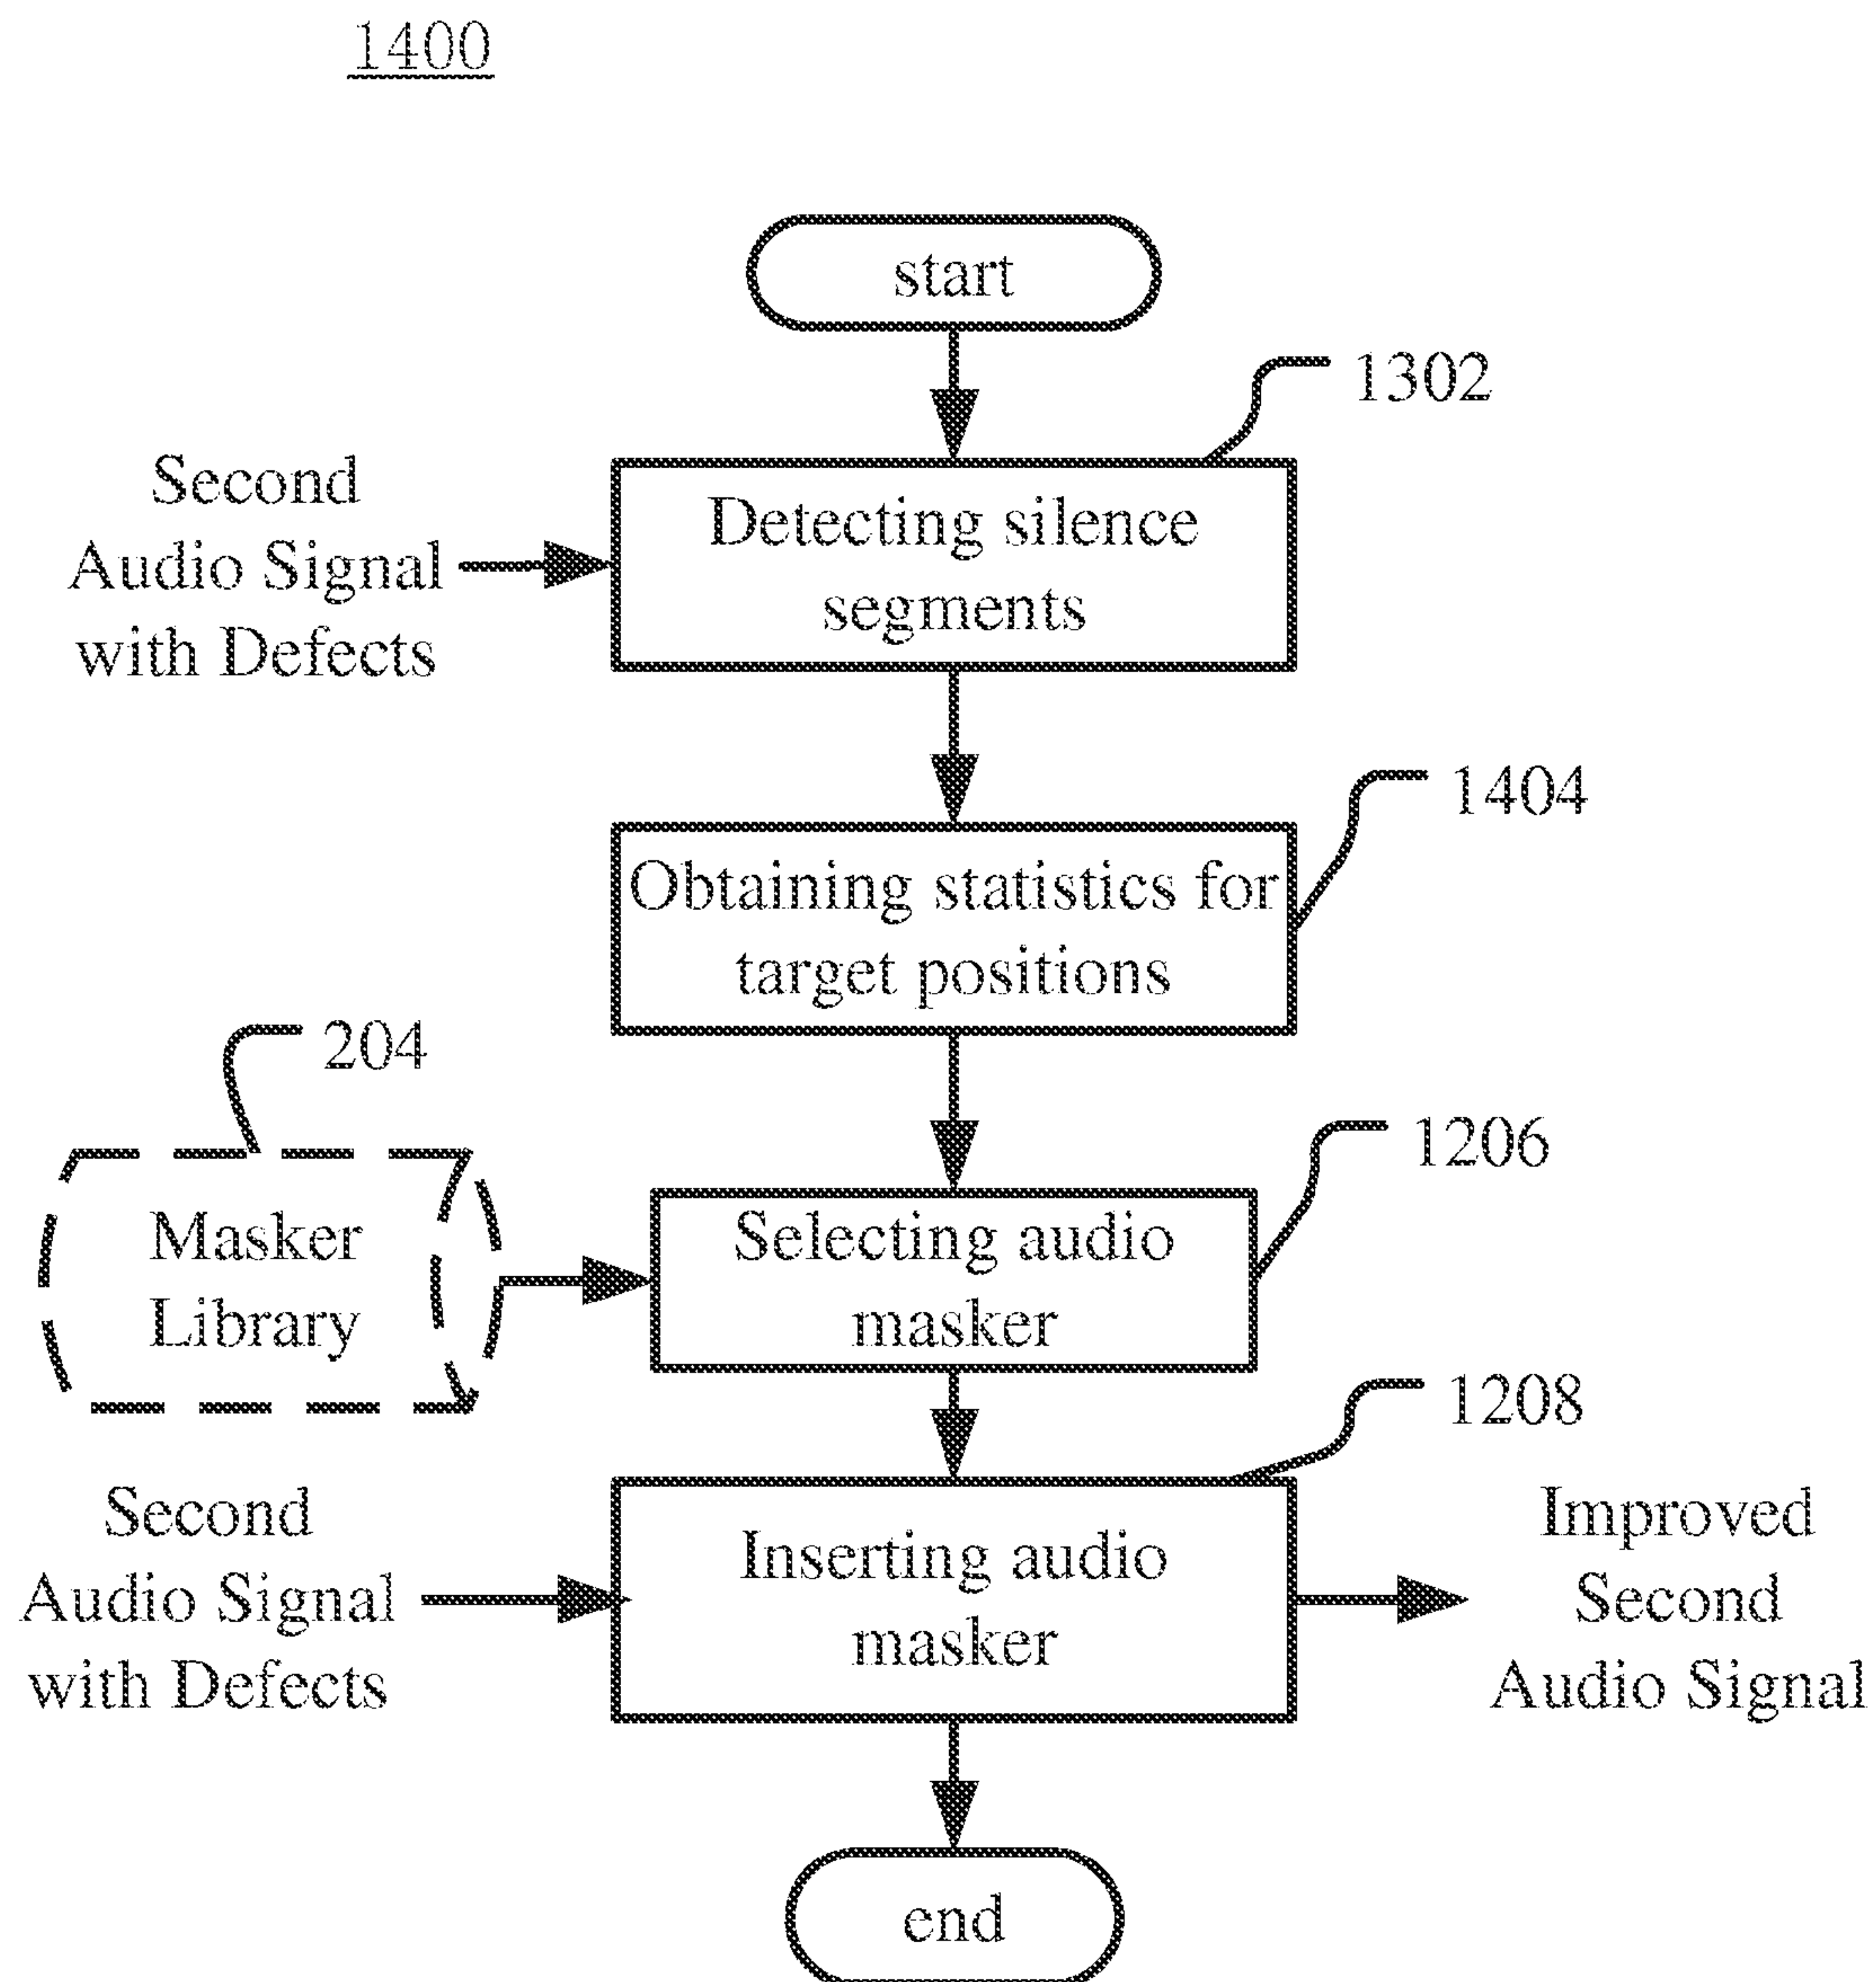 1400
start
1302
Second
Audio Signal
with Defects
Detecting silence
segments
1404
Obtaining statistics for
target positions
204
Masker
Library
1206
Selecting audio
masker
1208
Second
Audio Signal
with Defects
Inserting audio
masker
Improved
Second
Audio Signal
end